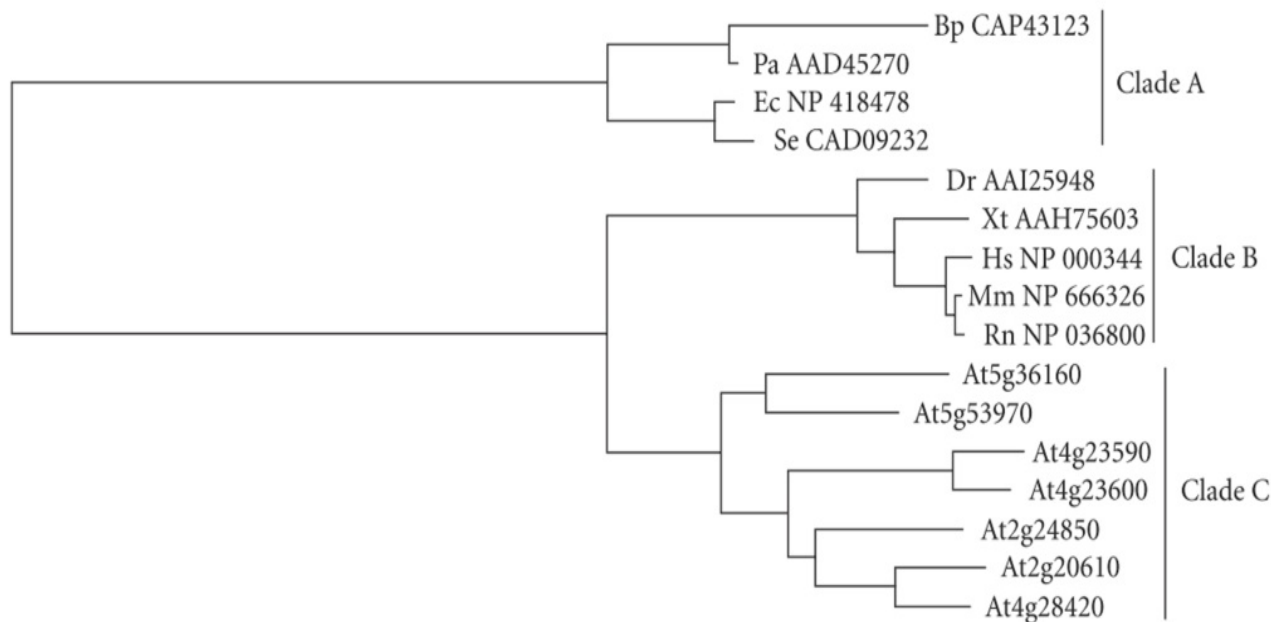 Bp CAP43123
Pa AAD45270
Clade A
Ec NP 418478
Se CAD09232
Dr AAI25948
Xt AAH75603
Hs NP 000344
Clade B
Mm NP 666326
Rn NP 036800
At5g36160
At5g53970
At4g23590
At4g23600
Clade C
At2g24850
At2g20610
At4g28420